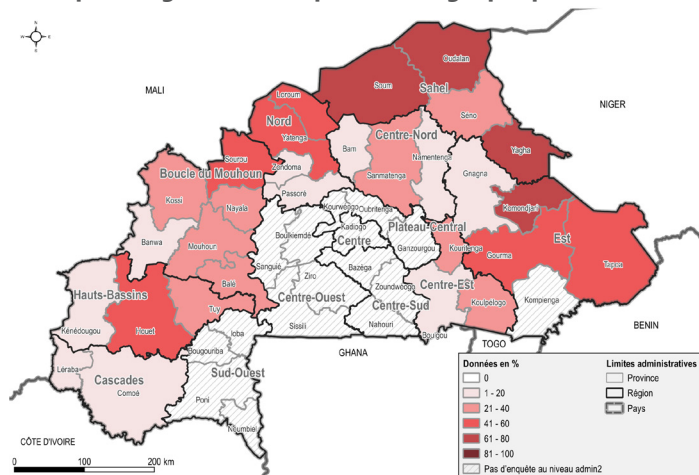 MALI
NIGER
BENIN
TOGO
GHANA
CÔTE D'IVOIRE
Sahel
Oudalan
Soum
Séno
Yagha
Nord
Loroum
Yatenga
Zondoma
Passoré
Centre-Nord
Bam
Namentenga
Sanmatenga
Boucle du Mouhoun
Sourou
Kossi
Nayala
Banwa
Mouhoun
Balé
Est
Gnagna
Komondjari
Gourma
Tapoa
Kompienga
Plateau-Central
Kourweogo
Oubritenga
Ganzourgou
Centre
Kadiogo
Centre-Ouest
Boulkiemdé
Sanguié
Ziro
Sissili
Centre-Sud
Bazéga
Zoundweogo
Nahouri
Centre-Est
Kouritenga
Koulpelogo
Boulgou
Hauts-Bassins
Kénédougou
Houet
Tuy
Cascades
Léraba
Comoé
Sud-Ouest
Ioba
Bougouriba
Poni
Noumbiel
Données en %
0
1 - 20
21 - 40
41 - 60
61 - 80
81 - 100
Pas d'enquête au niveau admin2
Limites administratives
Province
Région
Pays
0 100 200 km